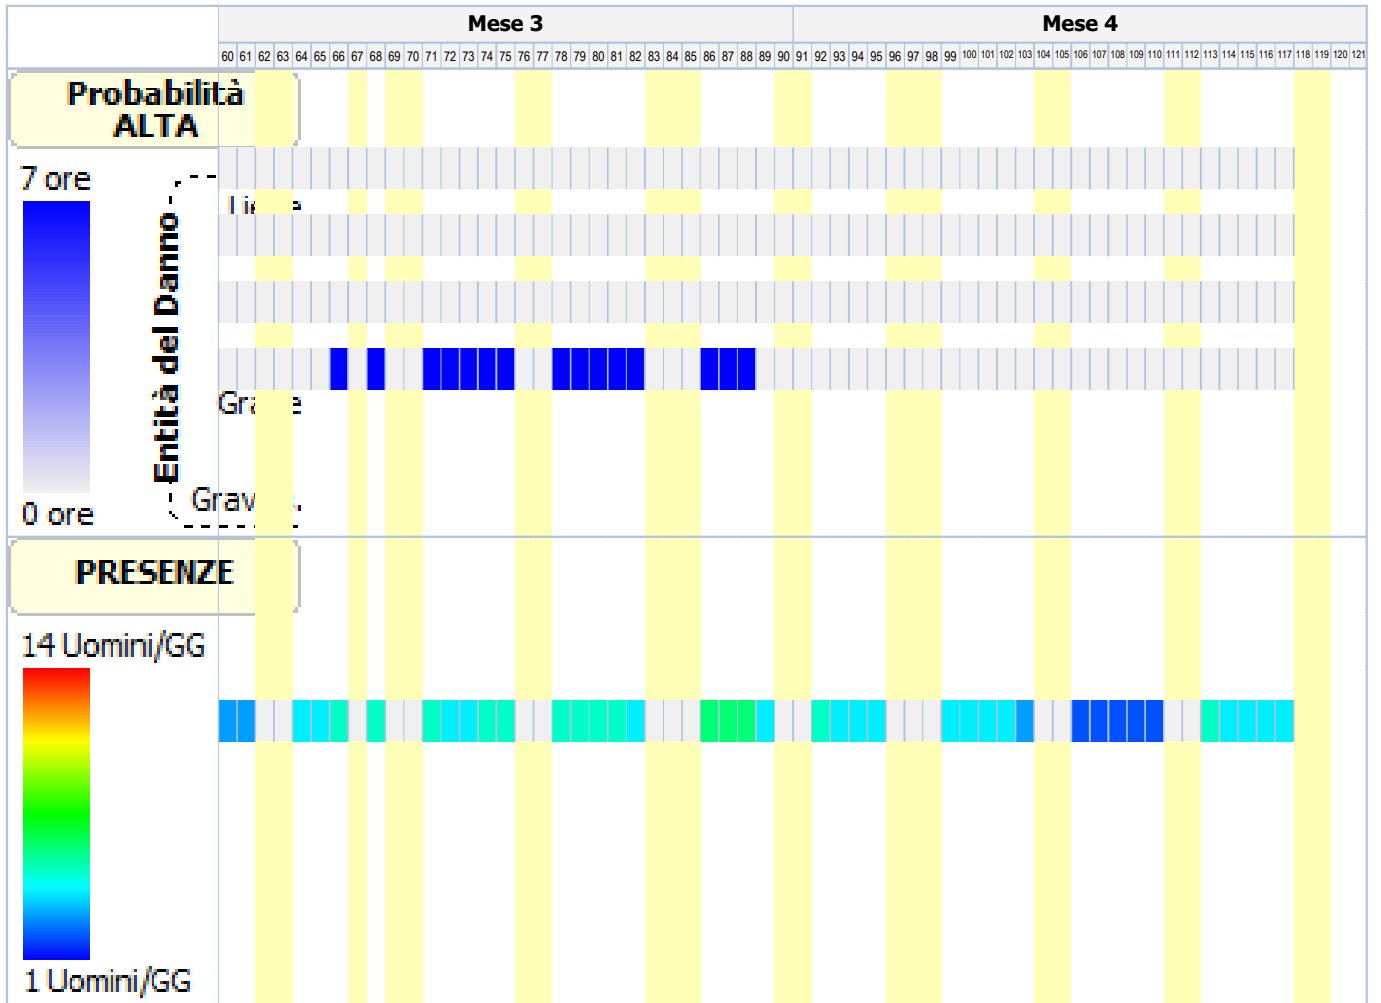 Mese 3 Mese 4
60 61 62 63 64 65 66 67 68 69 70 71 72 73 74 75 76 77 78 79 80 81 82 83 84 85 86 87 88 89 90 91 92 93 94 95 96 97 98 99 100 101 102 103 104 105 106 107 108 109 110 111 112 113 114 115 116 117 118 119 120 121
Probabilità
ALTA
7 ore
Entità del Danno
0 ore
PRESENZE
14 Uomini/GG
1 Uomini/GG